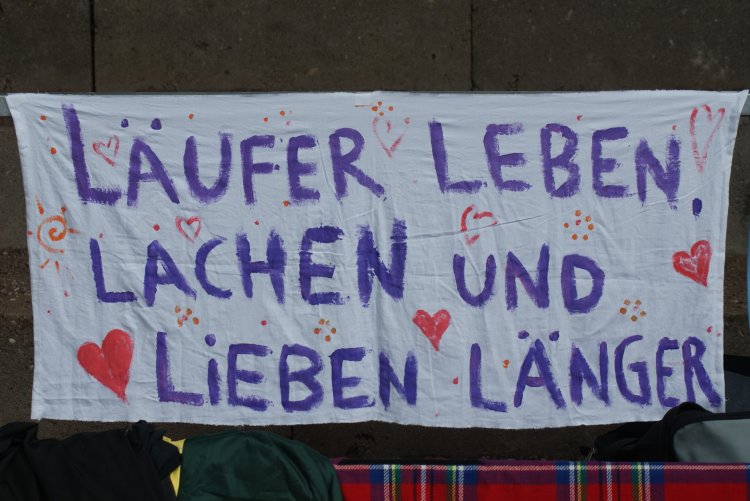 LÄUFER LEBEN,
LACHEN UND
LiEBEN LÄNGER